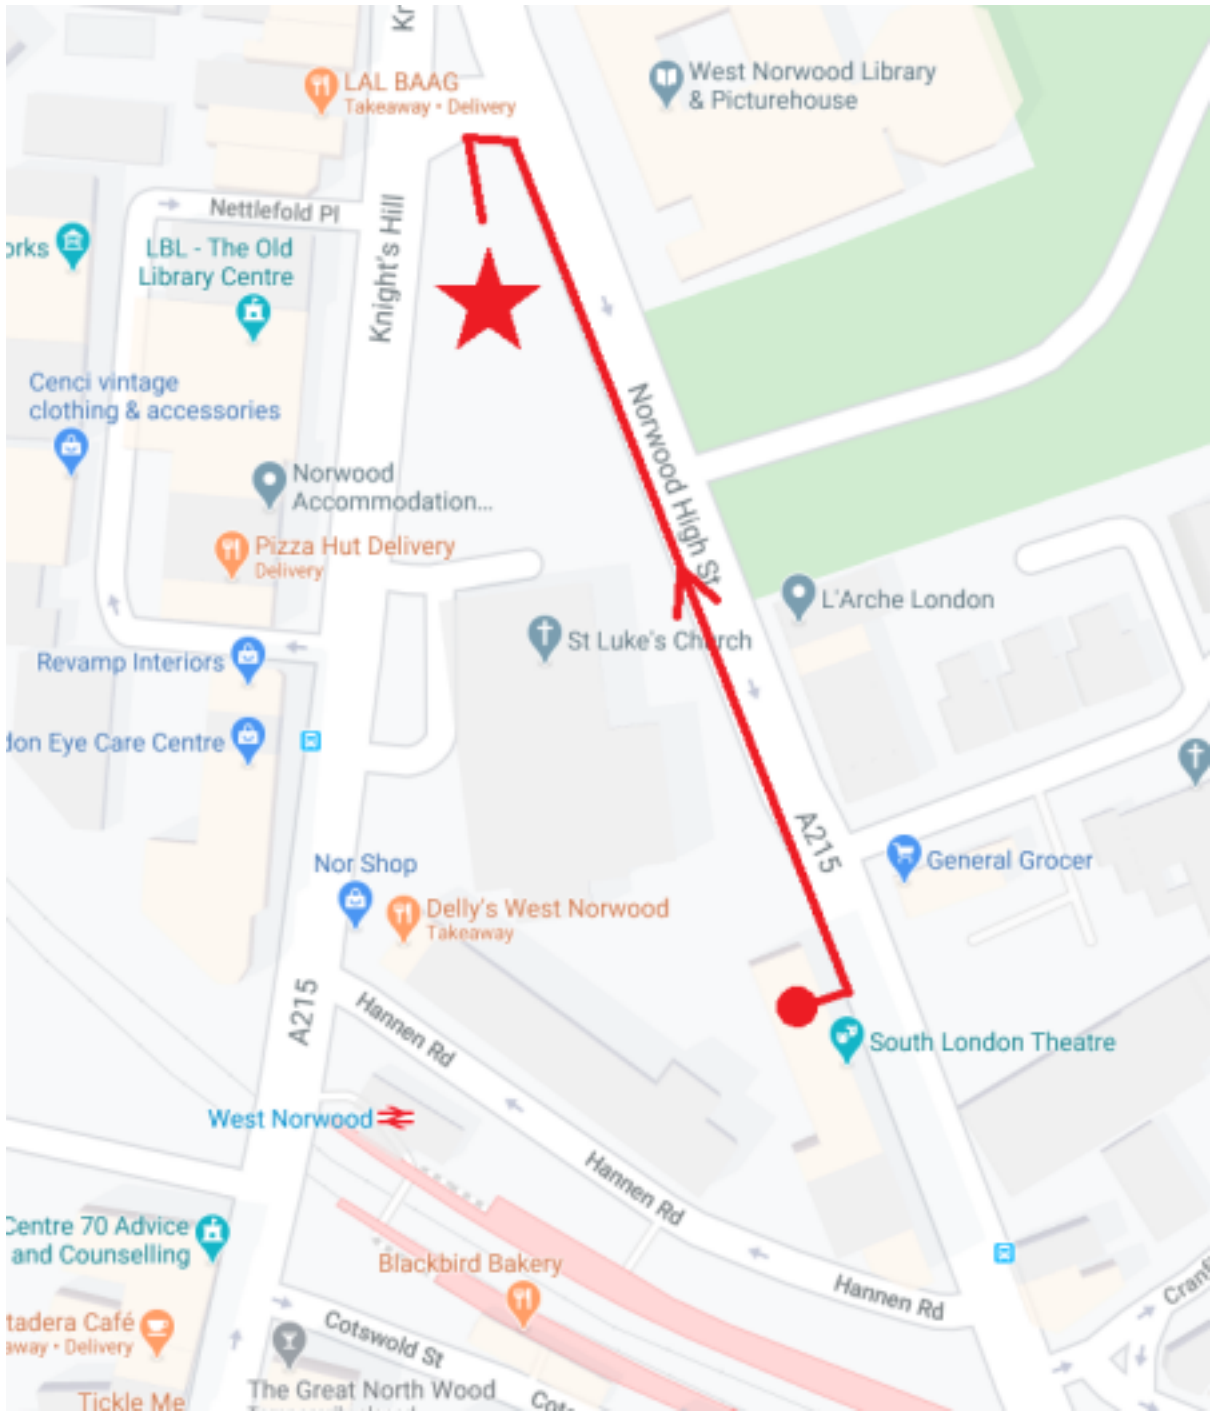 Kr
LAL BAAG
Takeaway • Delivery
West Norwood Library
& Picturehouse
Nettlefold Pl
orks
LBL - The Old
Library Centre
Knight's Hill
Cenci vintage
clothing & accessories
Norwood High St
Norwood
Accommodation...
Pizza Hut Delivery
Delivery
L'Arche London
St Luke's Church
Revamp Interiors
don Eye Care Centre
A215
Nor Shop
General Grocer
Delly's West Norwood
Takeaway
A215
Hannen Rd
South London Theatre
West Norwood
Hannen Rd
Centre 70 Advice
and Counselling
Blackbird Bakery
Hannen Rd
Cranfi
tadera Café
away • Delivery
Cotswold St
The Great North Wood
Tickle Me
Cots